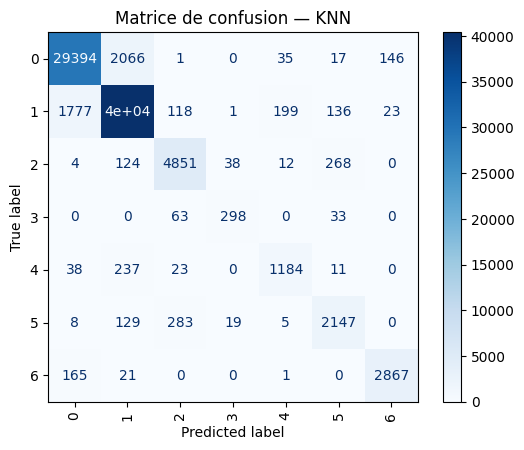 Matrice de confusion — KNN
0 29394 2066 1 0 35 17 146
1 1777 4e+04 118 1 199 136 23
2 4 124 4851 38 12 268 0
3 0 0 63 298 0 33 0
4 38 237 23 0 1184 11 0
5 8 129 283 19 5 2147 0
6 165 21 0 0 1 0 2867
0 1 2 3 4 5 6
Predicted label
True label
40000
35000
30000
25000
20000
15000
10000
5000
0